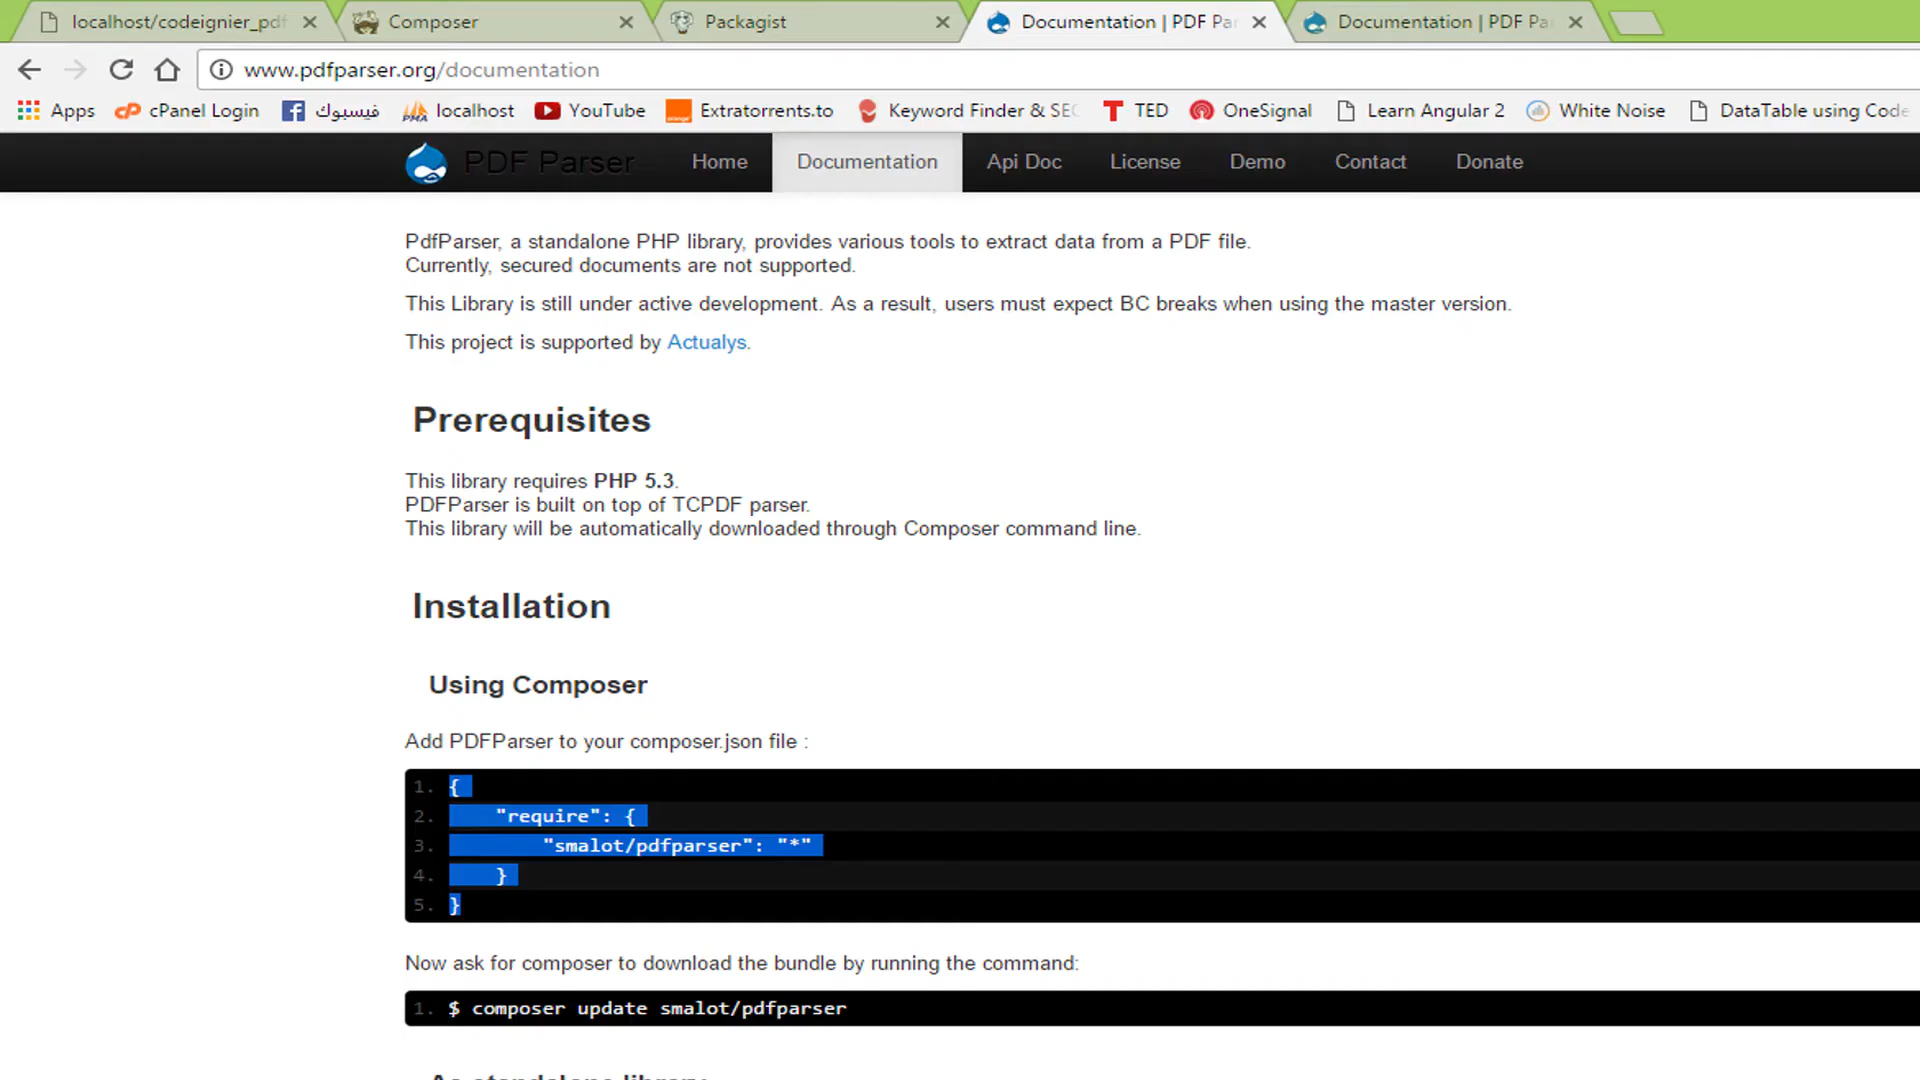 localhost/codeignier_pdf
Composer
Packagist
Documentation | PDF Par
Documentation | PDF Pa
www.pdfparser.org/documentation
Apps
cPanel Login
فيسبوك
localhost
YouTube
Extratorrents.to
Keyword Finder & SEO
TED
OneSignal
Learn Angular 2
White Noise
DataTable using Code
PDF Parser
Home
Documentation
Api Doc
License
Demo
Contact
Donate
PdfParser, a standalone PHP library, provides various tools to extract data from a PDF file.
Currently, secured documents are not supported.
This Library is still under active development. As a result, users must expect BC breaks when using the master version.
This project is supported by Actualys.
Prerequisites
This library requires PHP 5.3.
PDFParser is built on top of TCPDF parser.
This library will be automatically downloaded through Composer command line.
Installation
Using Composer
Add PDFParser to your composer.json file :
1. {
2. "require": {
3. "smalot/pdfparser": "*"
4. }
5. }
Now ask for composer to download the bundle by running the command:
1. $ composer update smalot/pdfparser
As standalone library